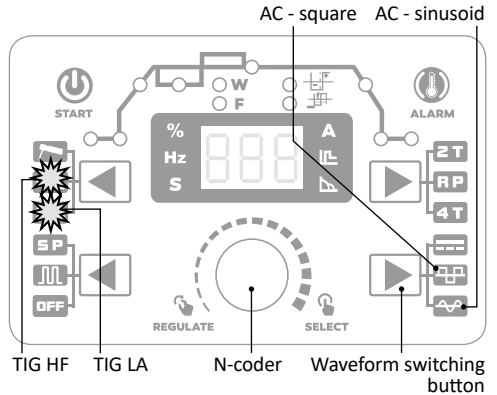 AC - square AC - sinusoid
START
W
F
ALARM
%
Hz
S
888
A
2T
RP
4T
SP
OFF
REGULATE
SELECT
TIG HF TIG LA N-coder Waveform switching
button